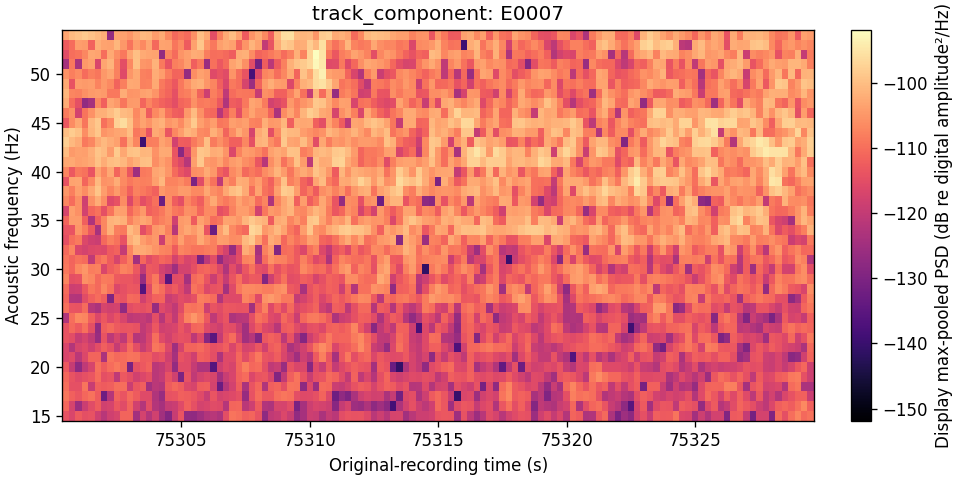 track_component: E0007
Acoustic frequency (Hz)
50
45
40
35
30
25
20
15
75305 75310 75315 75320 75325
Original-recording time (s)
−100
−110
−120
−130
−140
−150
Display max-pooled PSD (dB re digital amplitude²/Hz)